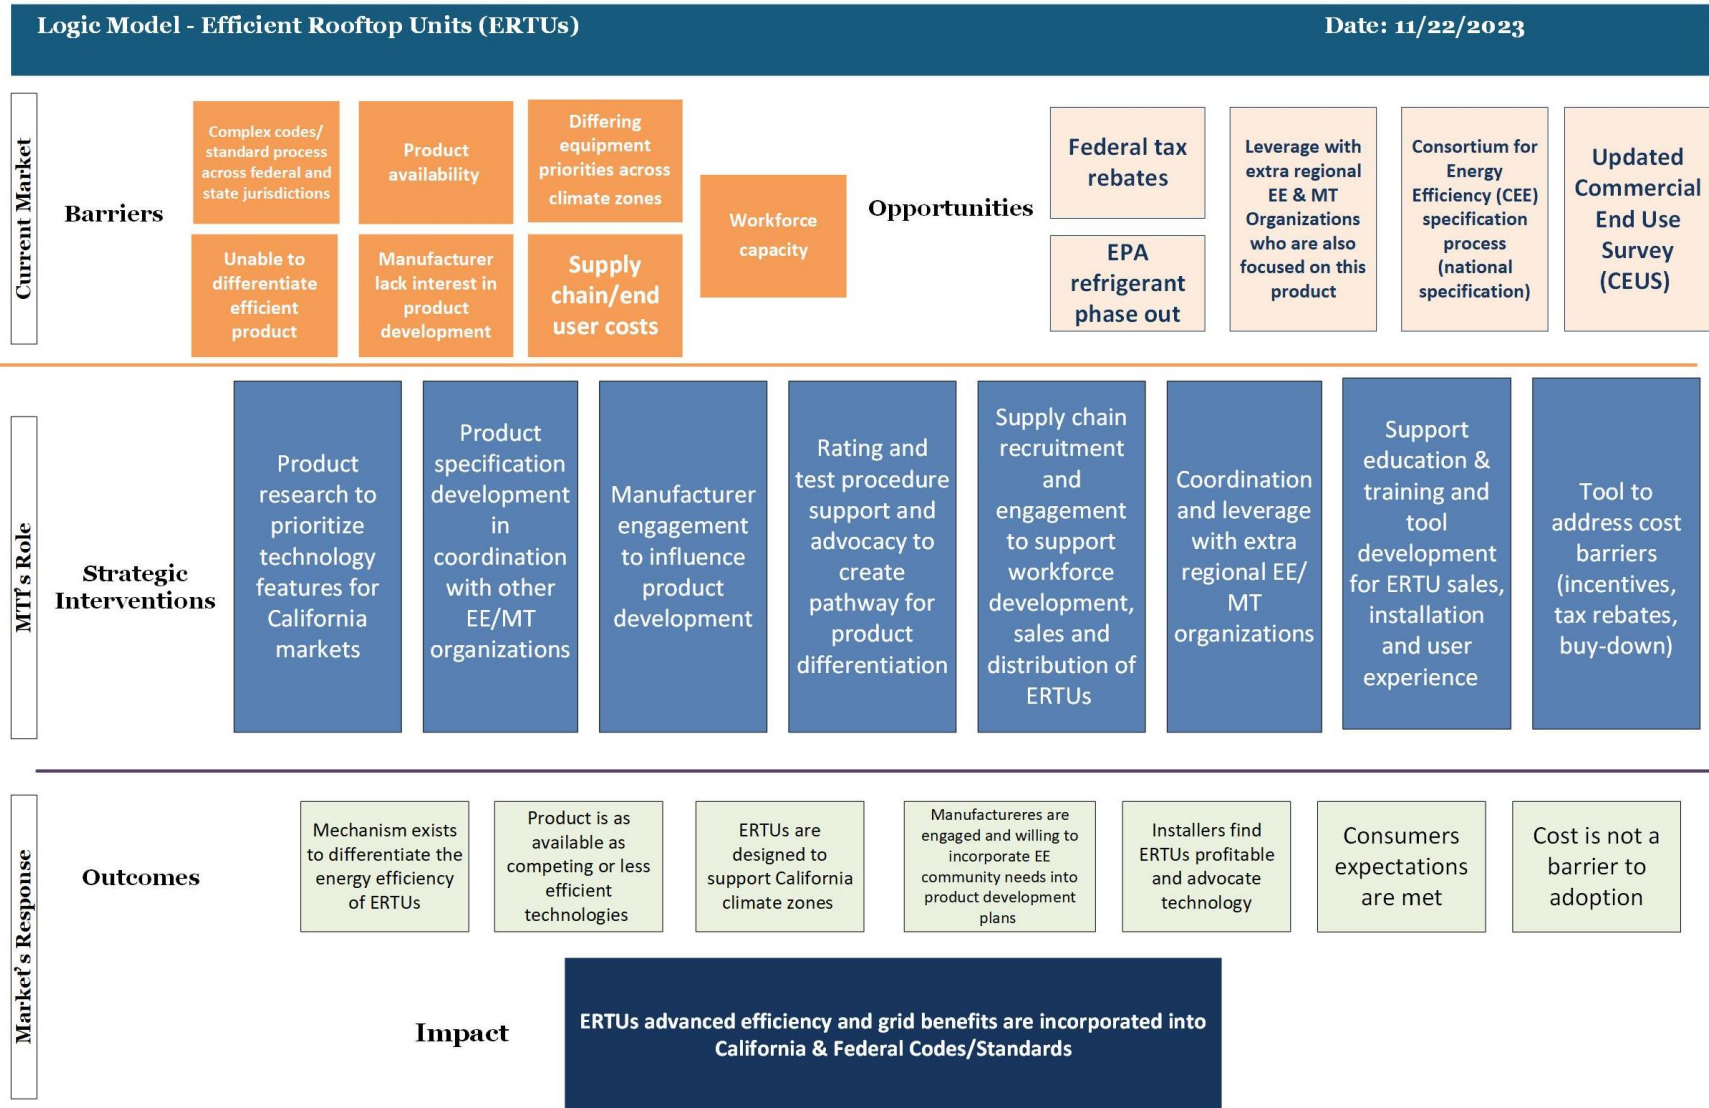 Logic Model - Efficient Rooftop Units (ERTUs)
Date: 11/22/2023
Current Market
Barriers
Complex codes/
standard process
across federal and
state jurisdictions
Product
availability
Differing
equipment
priorities across
climate zones
Unable to
differentiate
efficient
product
Manufacturer
lack interest in
product
development
Supply
chain/end
user costs
Workforce
capacity
Opportunities
Federal tax
rebates
EPA
refrigerant
phase out
Leverage with
extra regional
EE & MT
Organizations
who are also
focused on this
product
Consortium for
Energy
Efficiency (CEE)
specification
process
(national
specification)
Updated
Commercial
End Use
Survey
(CEUS)
MTI's Role
Strategic
Interventions
Product
research to
prioritize
technology
features for
California
markets
Product
specification
development
in
coordination
with other
EE/MT
organizations
Manufacturer
engagement
to influence
product
development
Rating and
test procedure
support and
advocacy to
create
pathway for
product
differentiation
Supply chain
recruitment
and
engagement
to support
workforce
development,
sales and
distribution of
ERTUs
Coordination
and leverage
with extra
regional EE/
MT
organizations
Support
education &
training and
tool
development
for ERTU sales,
installation
and user
experience
Tool to
address cost
barriers
(incentives,
tax rebates,
buy-down)
Market's Response
Outcomes
Mechanism exists
to differentiate the
energy efficiency
of ERTUs
Product is as
available as
competing or less
efficient
technologies
ERTUs are
designed to
support California
climate zones
Manufactureres are
engaged and willing to
incorporate EE
community needs into
product development
plans
Installers find
ERTUs profitable
and advocate
technology
Consumers
expectations
are met
Cost is not a
barrier to
adoption
Impact
ERTUs advanced efficiency and grid benefits are incorporated into
California & Federal Codes/Standards